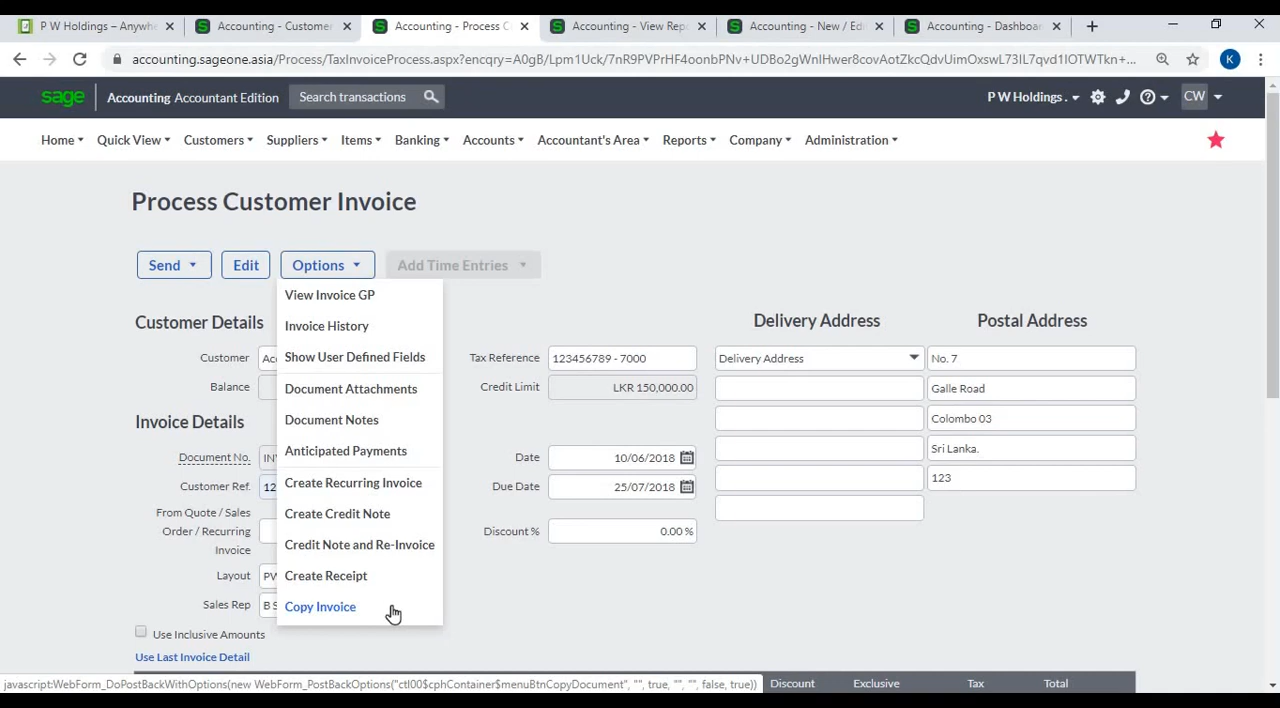 P W Holdings – Anywhe
Accounting - Customer
Accounting - Process C
Accounting - View Rep
Accounting - New / Ed
Accounting - Dashboa
accounting.sageone.asia/Process/TaxInvoiceProcess.aspx?encqry=A0gB/Lpm1Uck/7nR9PVPrHF4oonbPNv+UDBo2gWnIHwer8covAotZkcQdvUimOxswL73lL7qvd1IOTWTkn+...
K
sage Accounting Accountant Edition
Search transactions
P W Holdings .
CW
Home Quick View Customers Suppliers Items Banking Accounts Accountant's Area Reports Company Administration
Process Customer Invoice
Send Edit Options Add Time Entries
View Invoice GP
Invoice History
Show User Defined Fields
Document Attachments
Document Notes
Anticipated Payments
Create Recurring Invoice
Create Credit Note
Credit Note and Re-Invoice
Create Receipt
Copy Invoice
Customer Details
Customer Acc
Balance
Tax Reference 123456789 - 7000
Credit Limit LKR 150,000.00
Delivery Address
Delivery Address
Postal Address
No. 7
Galle Road
Colombo 03
Sri Lanka.
123
Invoice Details
Document No. INV
Customer Ref. 12
From Quote / Sales
Order / Recurring
Invoice
Layout PW
Sales Rep B S
Date 10/06/2018
Due Date 25/07/2018
Discount % 0.00 %
Use Inclusive Amounts
Use Last Invoice Detail
javascript:WebForm_DoPostBackWithOptions(new WebForm_PostBackOptions("ctl00$cphContainer$menuBtnCopyDocument", "", true, "", "", false, true))
Discount Exclusive Tax Total